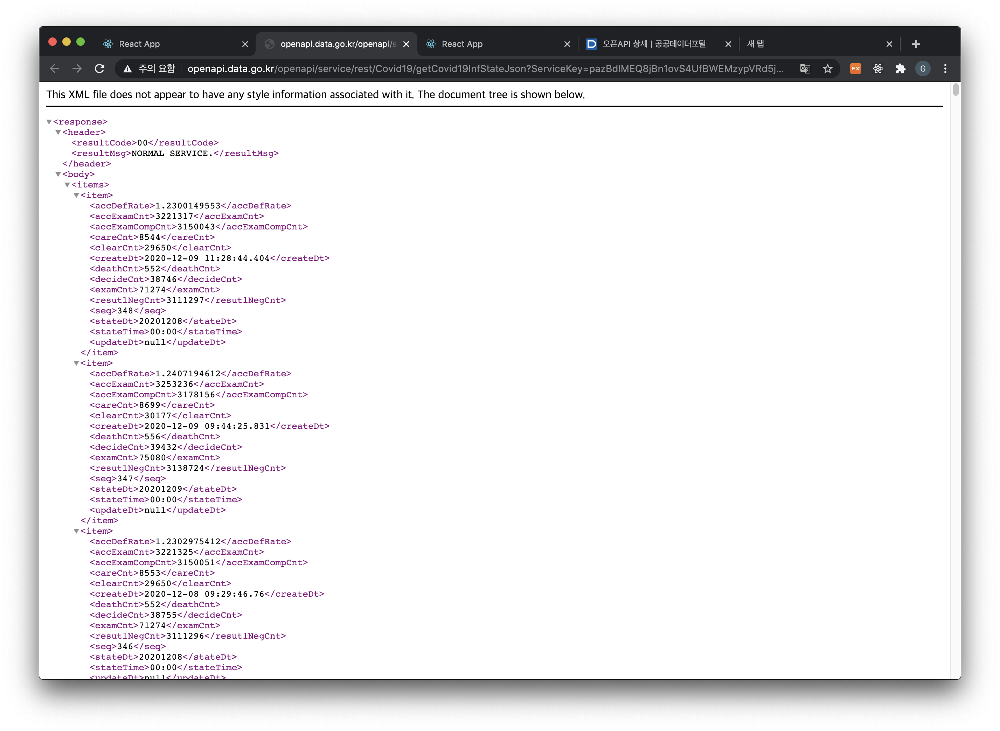 React App
openapi.data.go.kr/openapi/s
React App
오픈API 상세 | 공공데이터포털
새 탭
주의 요함 openapi.data.go.kr/openapi/service/rest/Covid19/getCovid19InfStateJson?ServiceKey=pazBdlMEQ8jBn1ovS4UfBWEMzypVRd5j...
EX
G
This XML file does not appear to have any style information associated with it. The document tree is shown below.
▼<response>
▼<header>
<resultCode>00</resultCode>
<resultMsg>NORMAL SERVICE.</resultMsg>
</header>
▼<body>
▼<items>
▼<item>
<accDefRate>1.2300149553</accDefRate>
<accExamCnt>3221317</accExamCnt>
<accExamCompCnt>3150043</accExamCompCnt>
<careCnt>8544</careCnt>
<clearCnt>29650</clearCnt>
<createDt>2020-12-09 11:28:44.404</createDt>
<deathCnt>552</deathCnt>
<decideCnt>38746</decideCnt>
<examCnt>71274</examCnt>
<resutlNegCnt>3111297</resutlNegCnt>
<seq>348</seq>
<stateDt>20201208</stateDt>
<stateTime>00:00</stateTime>
<updateDt>null</updateDt>
</item>
▼<item>
<accDefRate>1.2407194612</accDefRate>
<accExamCnt>3253236</accExamCnt>
<accExamCompCnt>3178156</accExamCompCnt>
<careCnt>8699</careCnt>
<clearCnt>30177</clearCnt>
<createDt>2020-12-09 09:44:25.831</createDt>
<deathCnt>556</deathCnt>
<decideCnt>39432</decideCnt>
<examCnt>75080</examCnt>
<resutlNegCnt>3138724</resutlNegCnt>
<seq>347</seq>
<stateDt>20201209</stateDt>
<stateTime>00:00</stateTime>
<updateDt>null</updateDt>
</item>
▼<item>
<accDefRate>1.2302975412</accDefRate>
<accExamCnt>3221325</accExamCnt>
<accExamCompCnt>3150051</accExamCompCnt>
<careCnt>8553</careCnt>
<clearCnt>29650</clearCnt>
<createDt>2020-12-08 09:29:46.76</createDt>
<deathCnt>552</deathCnt>
<decideCnt>38755</decideCnt>
<examCnt>71274</examCnt>
<resutlNegCnt>3111296</resutlNegCnt>
<seq>346</seq>
<stateDt>20201208</stateDt>
<stateTime>00:00</stateTime>
<updateDt>null</updateDt>